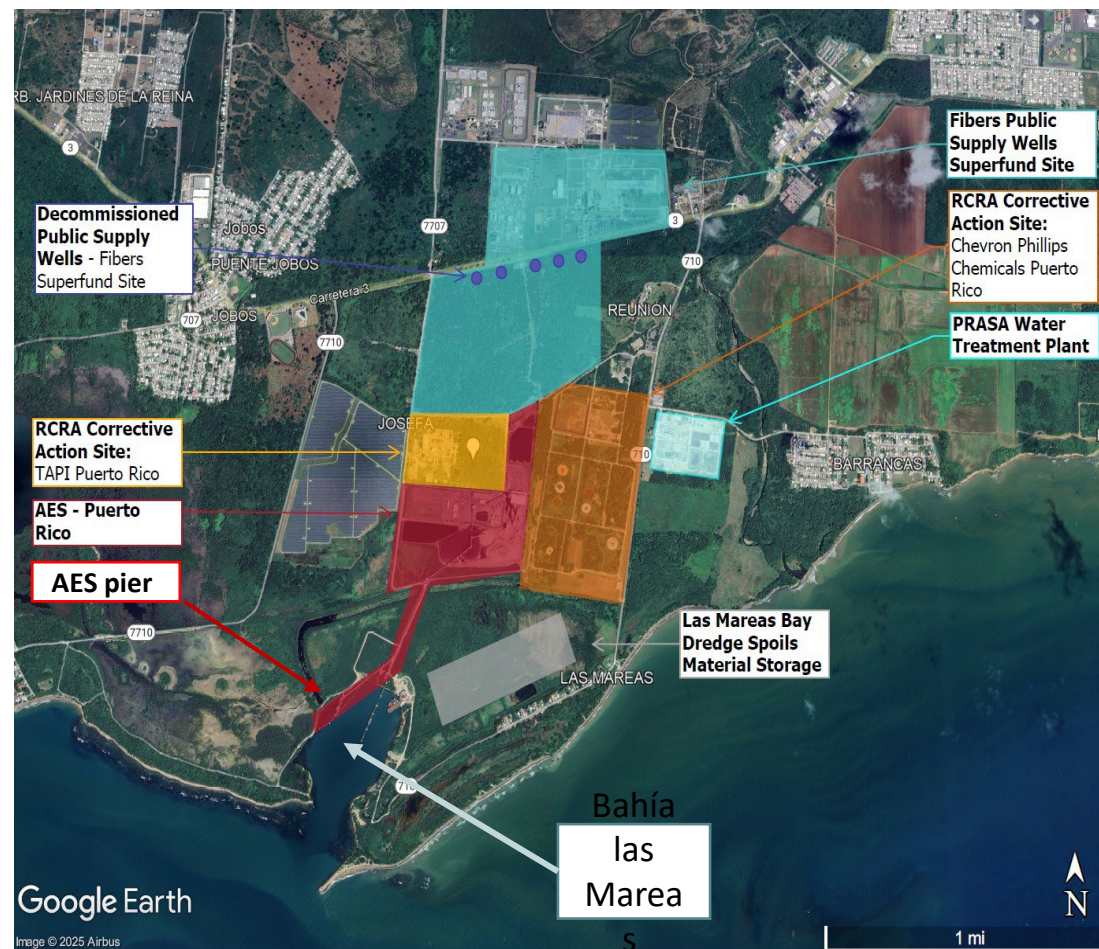 RB. JARDINES DE LA REINA
3
Fibers Public
Supply Wells
Superfund Site
RCRA Corrective
Action Site:
Chevron Phillips
Chemicals Puerto
Rico
Decommissioned
Public Supply
Wells - Fibers
Superfund Site
7707
3
710
Jobos
PUENTE JOBOS
Carretera 3
REUNION
707
JOBOS
7710
PRASA Water
Treatment Plant
JOSEFA
RCRA Corrective
Action Site:
TAPI Puerto Rico
710
BARRANCAS
AES - Puerto
Rico
AES pier
7710
Las Mareas Bay
Dredge Spoils
Material Storage
LAS MAREAS
710
Bahía
las
Marea
s
Google Earth
N
Image © 2025 Airbus
1 mi